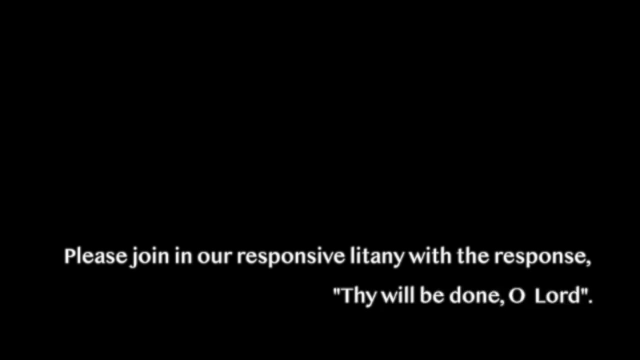 Please join in our responsive litany with the response,
"Thy will be done, O Lord".